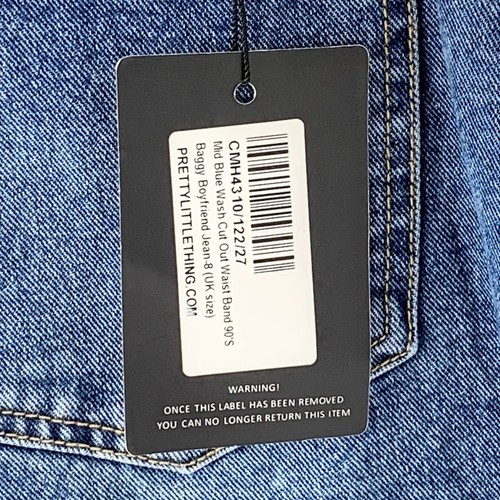 CMH4310/122/27
Mid Blue Wash Cut Out Waist Band 90'S
Baggy Boyfriend Jean-8 (UK size)
PRETTYLITTLETHING.COM
WARNING!
ONCE THIS LABEL HAS BEEN REMOVED
YOU CAN NO LONGER RETURN THIS ITEM